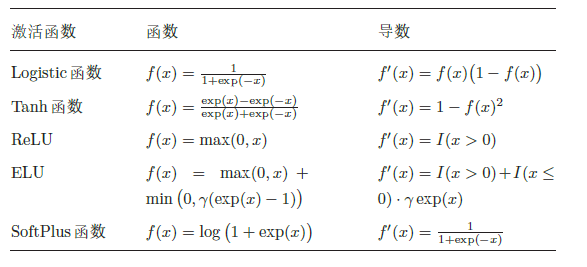 激活函数 函数 导数
Logistic 函数 f(x) = 1/(1+exp(−x)) f′(x) = f(x)(1 − f(x))
Tanh 函数 f(x) = (exp(x)−exp(−x))/(exp(x)+exp(−x)) f′(x) = 1 − f(x)²
ReLU f(x) = max(0, x) f′(x) = I(x > 0)
ELU f(x) = max(0, x) + f′(x) = I(x > 0) + I(x ≤
min (0, γ(exp(x) − 1)) 0) · γ exp(x)
SoftPlus 函数 f(x) = log (1 + exp(x)) f′(x) = 1/(1+exp(−x))